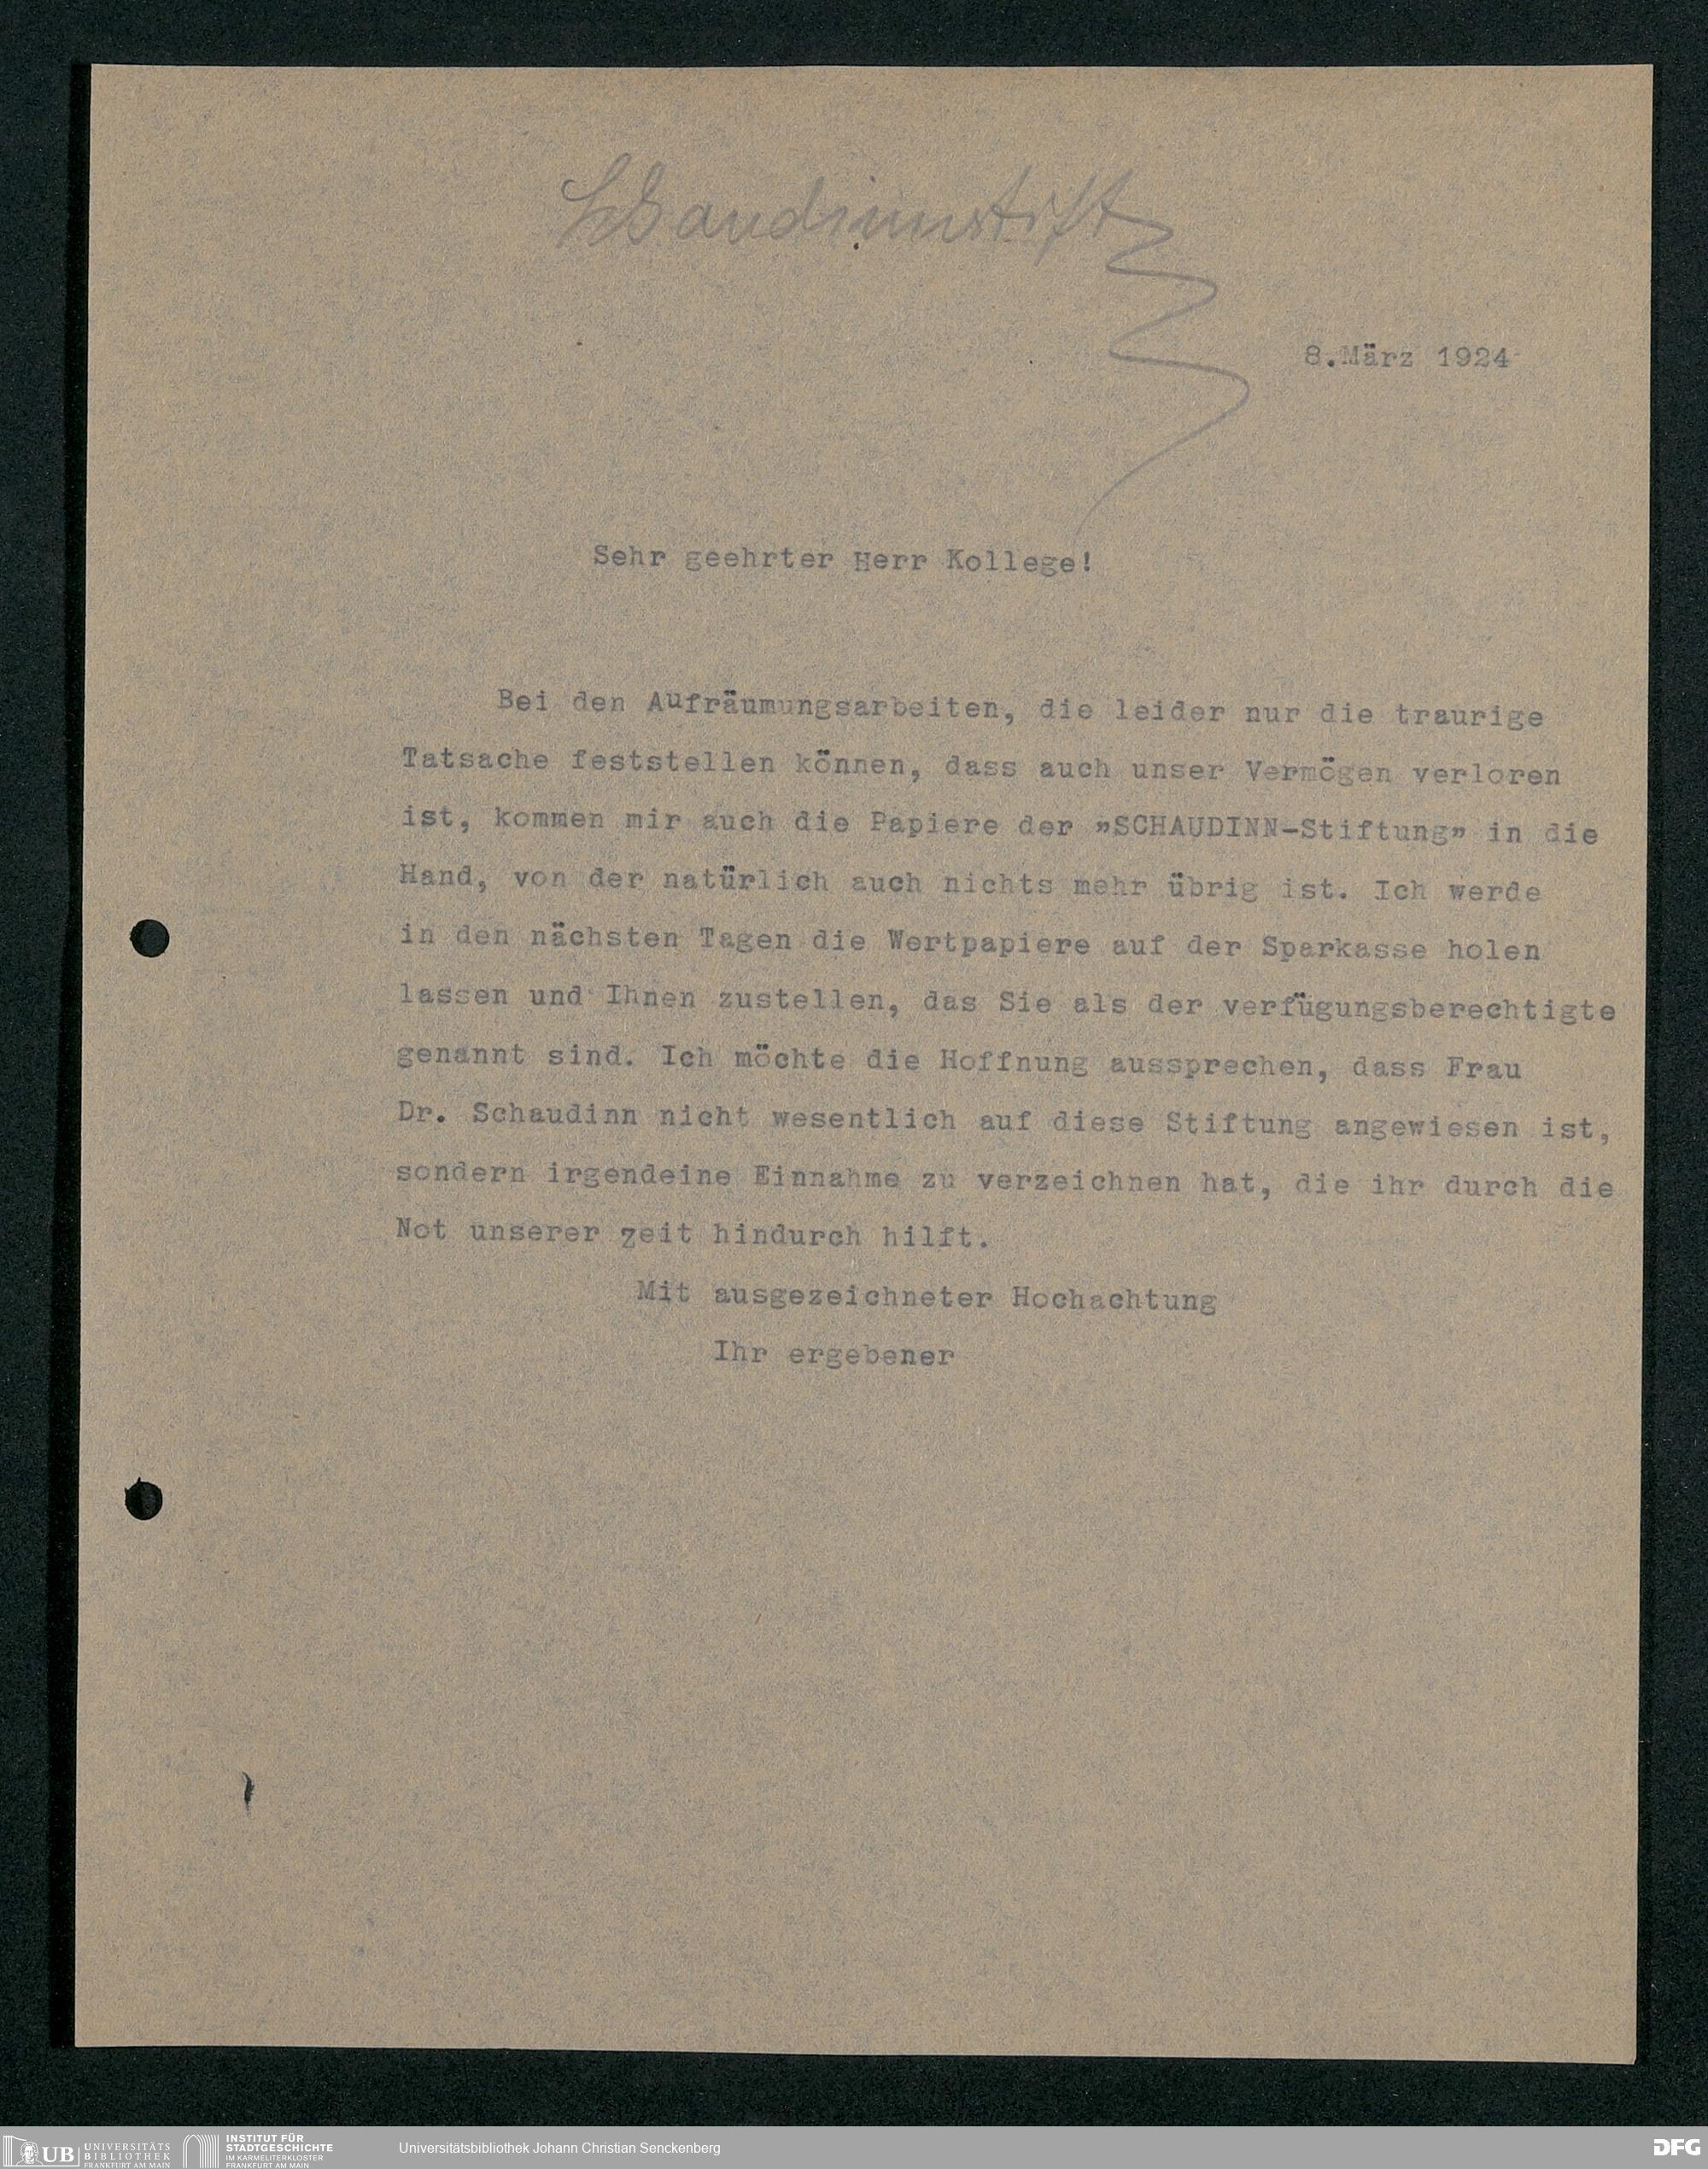 Schaudinnstift
8.März 1924
Sehr geehrter Herr Kollege!
Bei den Aufräumungsarbeiten, die leider nur die traurige
Tatsache feststellen können, dass auch unser Vermögen verloren
ist, kommen mir auch die Papiere der "SCHAUDINN-Stiftung" in die
Hand, von der natürlich auch nichts mehr übrig ist. Ich werde
in den nächsten Tagen die Wertpapiere auf der Sparkasse holen
lassen und Ihnen zustellen, das Sie als der verfügungsberechtigte
genannt sind. Ich möchte die Hoffnung aussprechen, dass Frau
Dr. Schaudinn nicht wesentlich auf diese Stiftung angewiesen ist,
sondern irgendeine Einnahme zu verzeichnen hat, die ihr durch die
Not unserer zeit hindurch hilft.
Mit ausgezeichneter Hochachtung
Ihr ergebener
UB
UNIVERSITÄTS
BIBLIOTHEK
FRANKFURT AM MAIN
INSTITUT FÜR
STADTGESCHICHTE
IM KARMELITERKLOSTER
FRANKFURT AM MAIN
Universitätsbibliothek Johann Christian Senckenberg
DFG